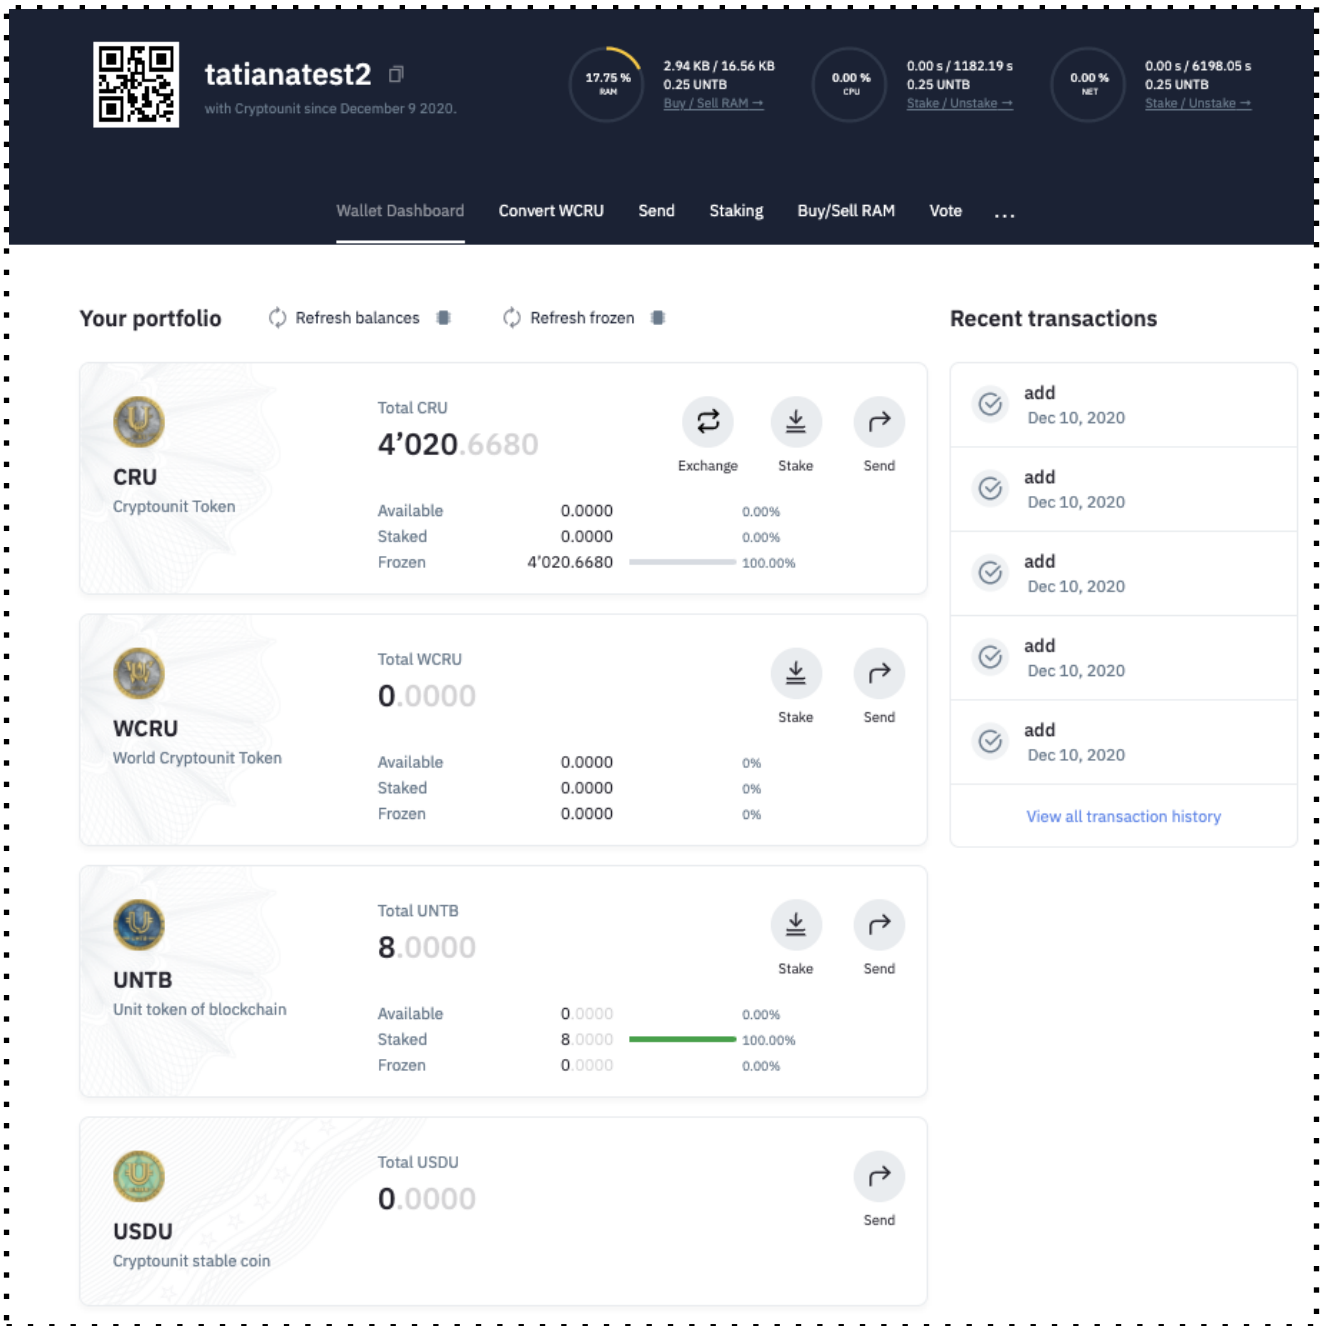 tatianatest2
with Cryptounit since December 9 2020.
17.75 %
RAM
2.94 KB / 16.56 KB
0.25 UNTB
Buy / Sell RAM →
0.00 %
CPU
0.00 s / 1182.19 s
0.25 UNTB
Stake / Unstake →
0.00 %
NET
0.00 s / 6198.05 s
0.25 UNTB
Stake / Unstake →
Wallet Dashboard Convert WCRU Send Staking Buy/Sell RAM Vote ...
Your portfolio Refresh balances Refresh frozen
CRU
Cryptounit Token
Total CRU
4’020.6680
Exchange Stake Send
Available 0.0000 0.00%
Staked 0.0000 0.00%
Frozen 4’020.6680 100.00%
WCRU
World Cryptounit Token
Total WCRU
0.0000
Stake Send
Available 0.0000 0%
Staked 0.0000 0%
Frozen 0.0000 0%
UNTB
Unit token of blockchain
Total UNTB
8.0000
Stake Send
Available 0.0000 0.00%
Staked 8.0000 100.00%
Frozen 0.0000 0.00%
USDU
Cryptounit stable coin
Total USDU
0.0000
Send
Recent transactions
add
Dec 10, 2020
add
Dec 10, 2020
add
Dec 10, 2020
add
Dec 10, 2020
add
Dec 10, 2020
View all transaction history